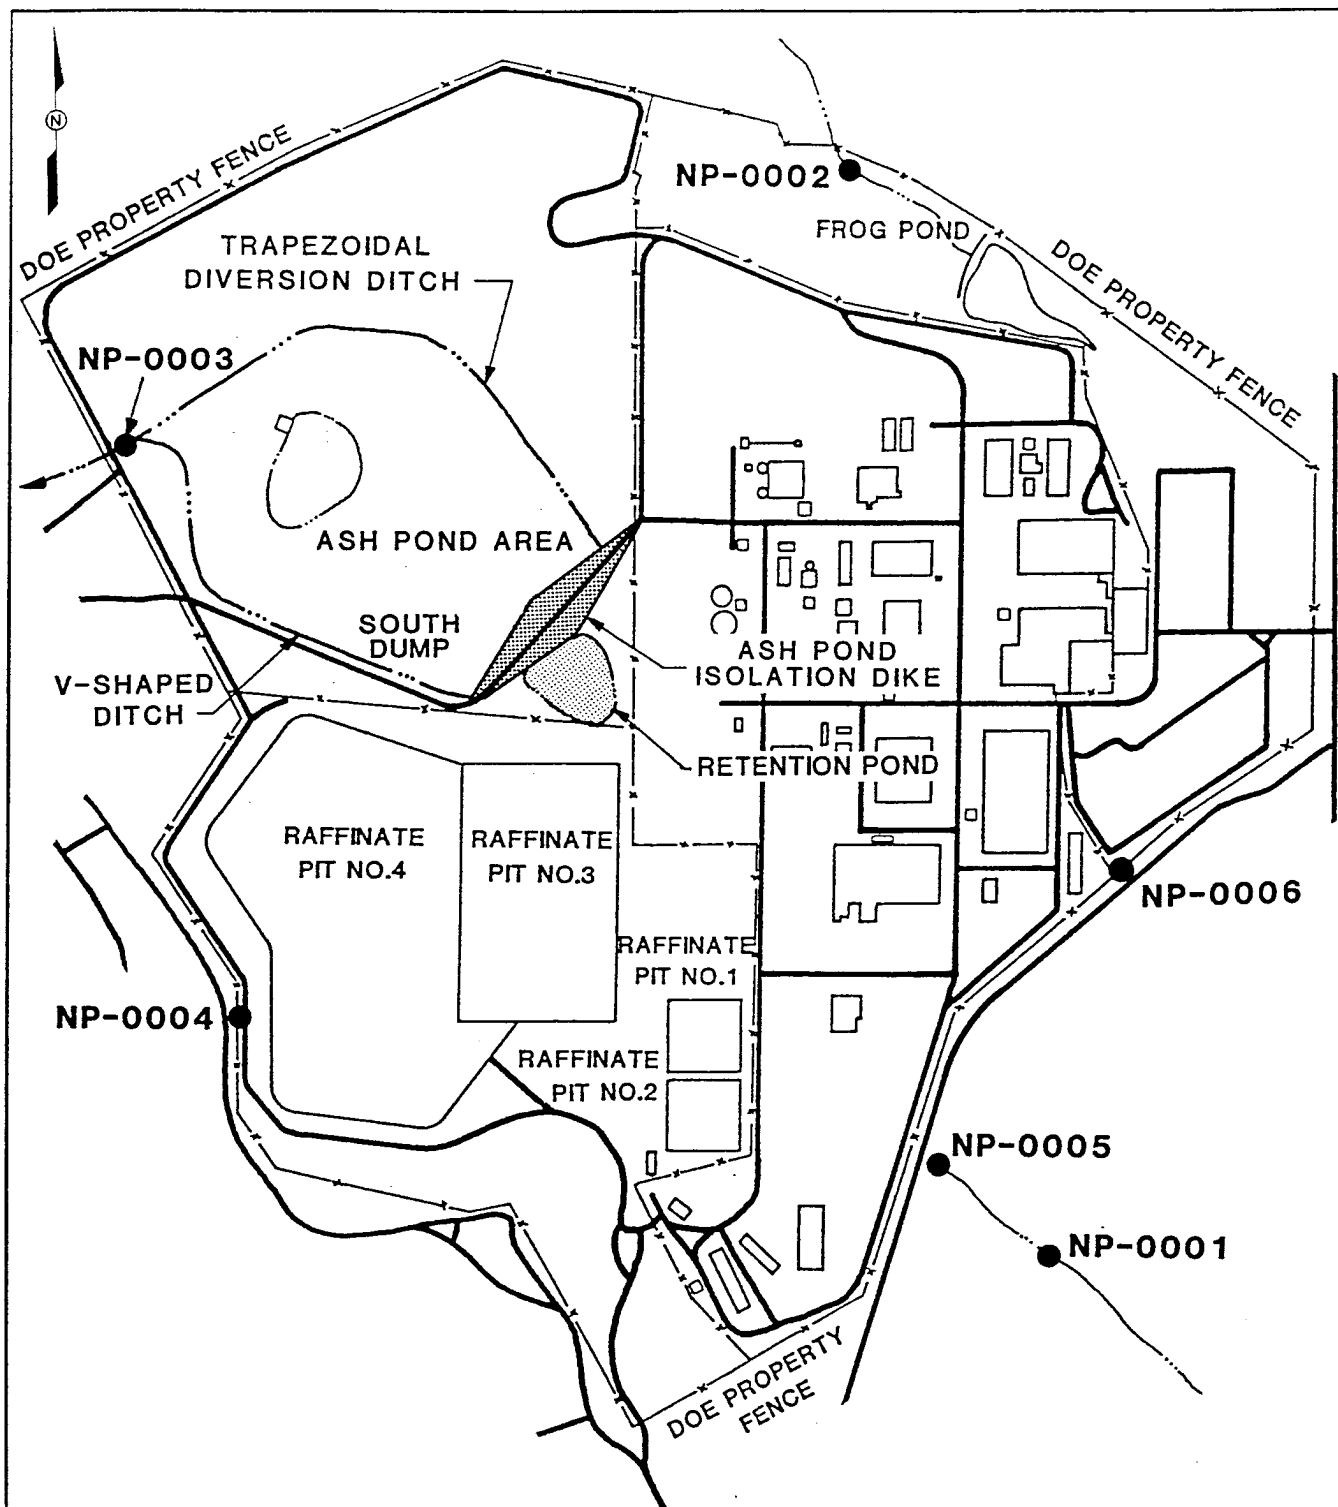 N
DOE PROPERTY FENCE
NP-0002
FROG POND
DOE PROPERTY FENCE
TRAPEZOIDAL
DIVERSION DITCH
NP-0003
ASH POND AREA
SOUTH
DUMP
ASH POND
ISOLATION DIKE
V-SHAPED
DITCH
RETENTION POND
RAFFINATE
PIT NO.4
RAFFINATE
PIT NO.3
NP-0006
RAFFINATE
PIT NO.1
NP-0004
RAFFINATE
PIT NO.2
NP-0005
NP-0001
DOE PROPERTY
FENCE